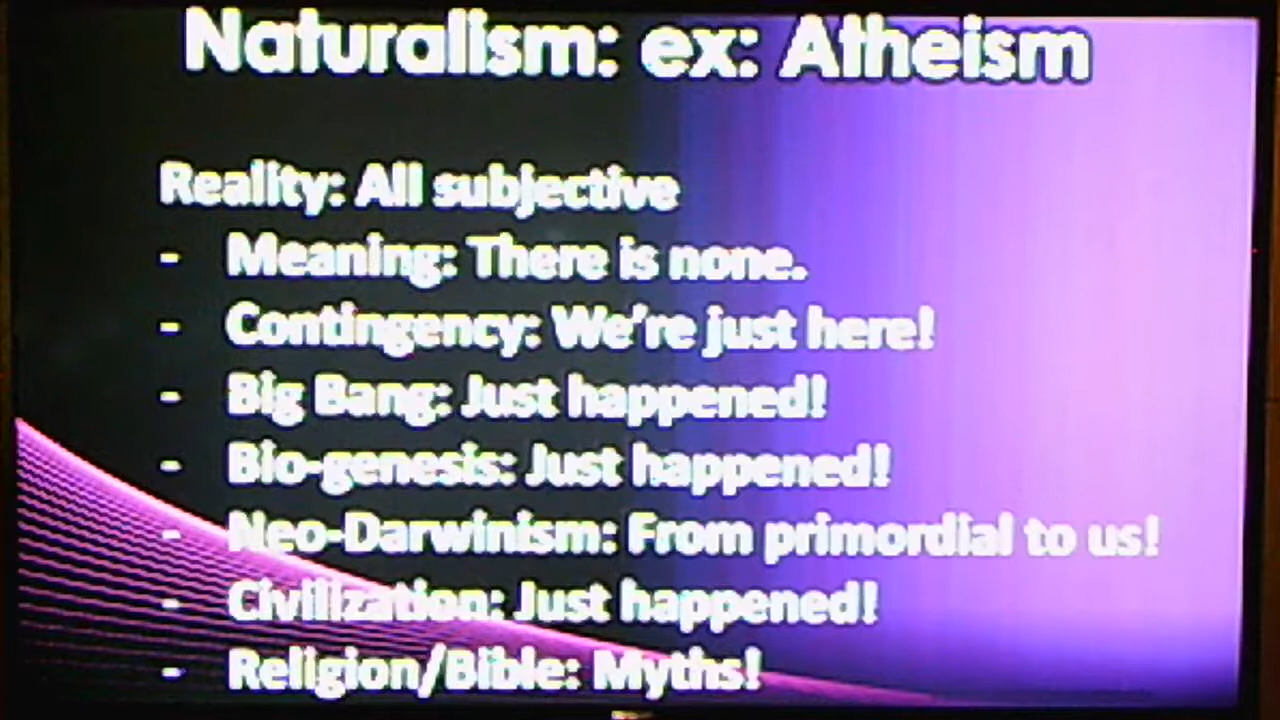 Naturalism: ex: Atheism
Reality: All subjective
- Meaning: There is none.
- Contingency: We're just here!
- Big Bang: Just happened!
- Bio-genesis: Just happened!
- Neo-Darwinism: From primordial to us!
- Civilization: Just happened!
- Religion/Bible: Myths!